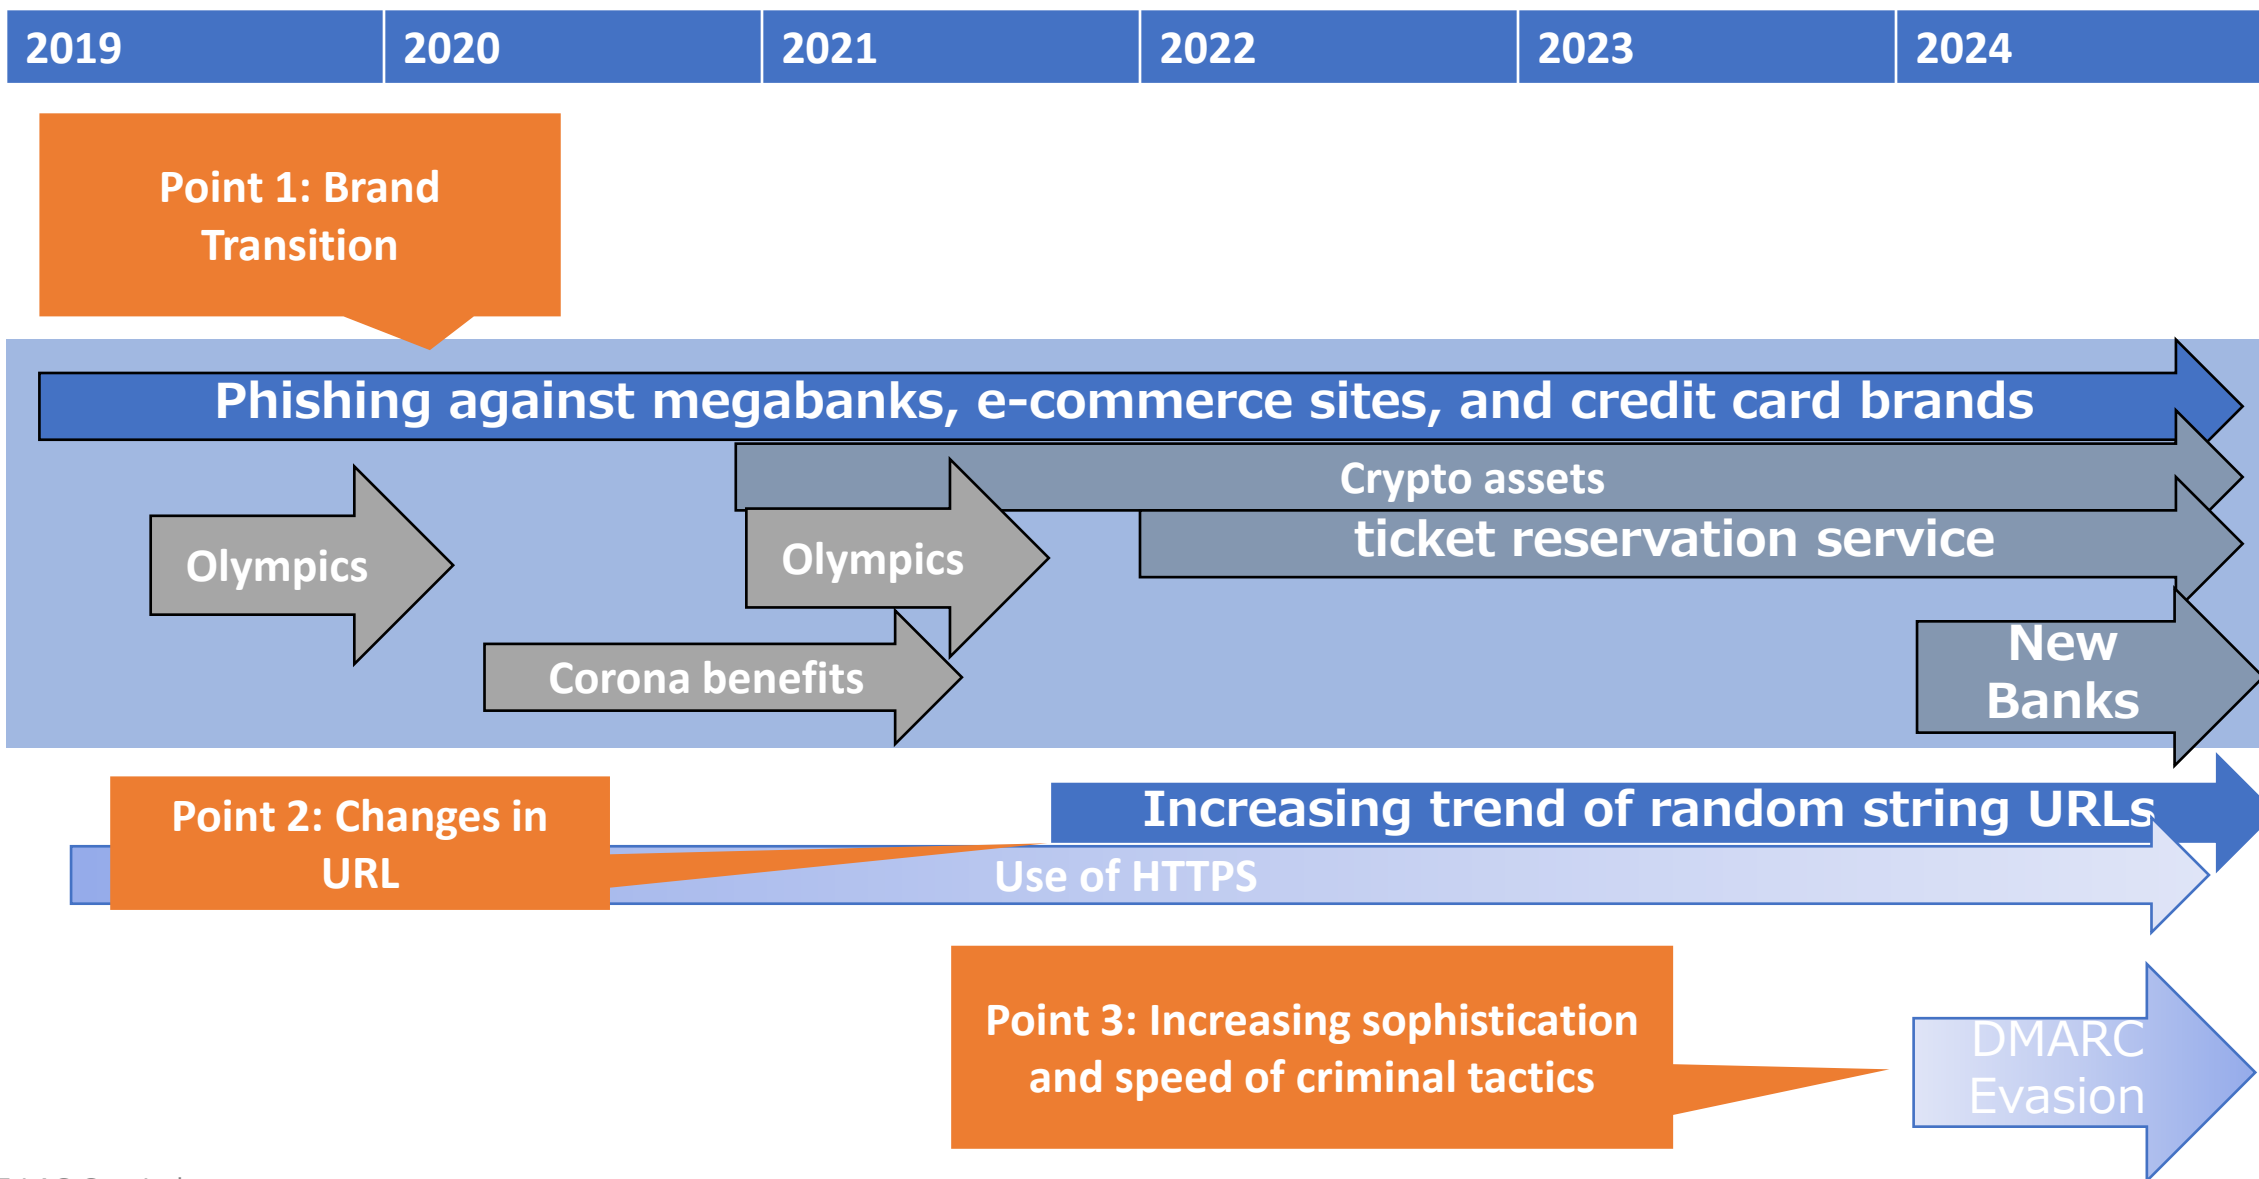 2019 2020 2021 2022 2023 2024
Point 1: Brand
Transition
Phishing against megabanks, e-commerce sites, and credit card brands
Crypto assets
ticket reservation service
Olympics
Olympics
Corona benefits
New
Banks
Point 2: Changes in
URL
Increasing trend of random string URLs
Use of HTTPS
Point 3: Increasing sophistication
and speed of criminal tactics
DMARC
Evasion